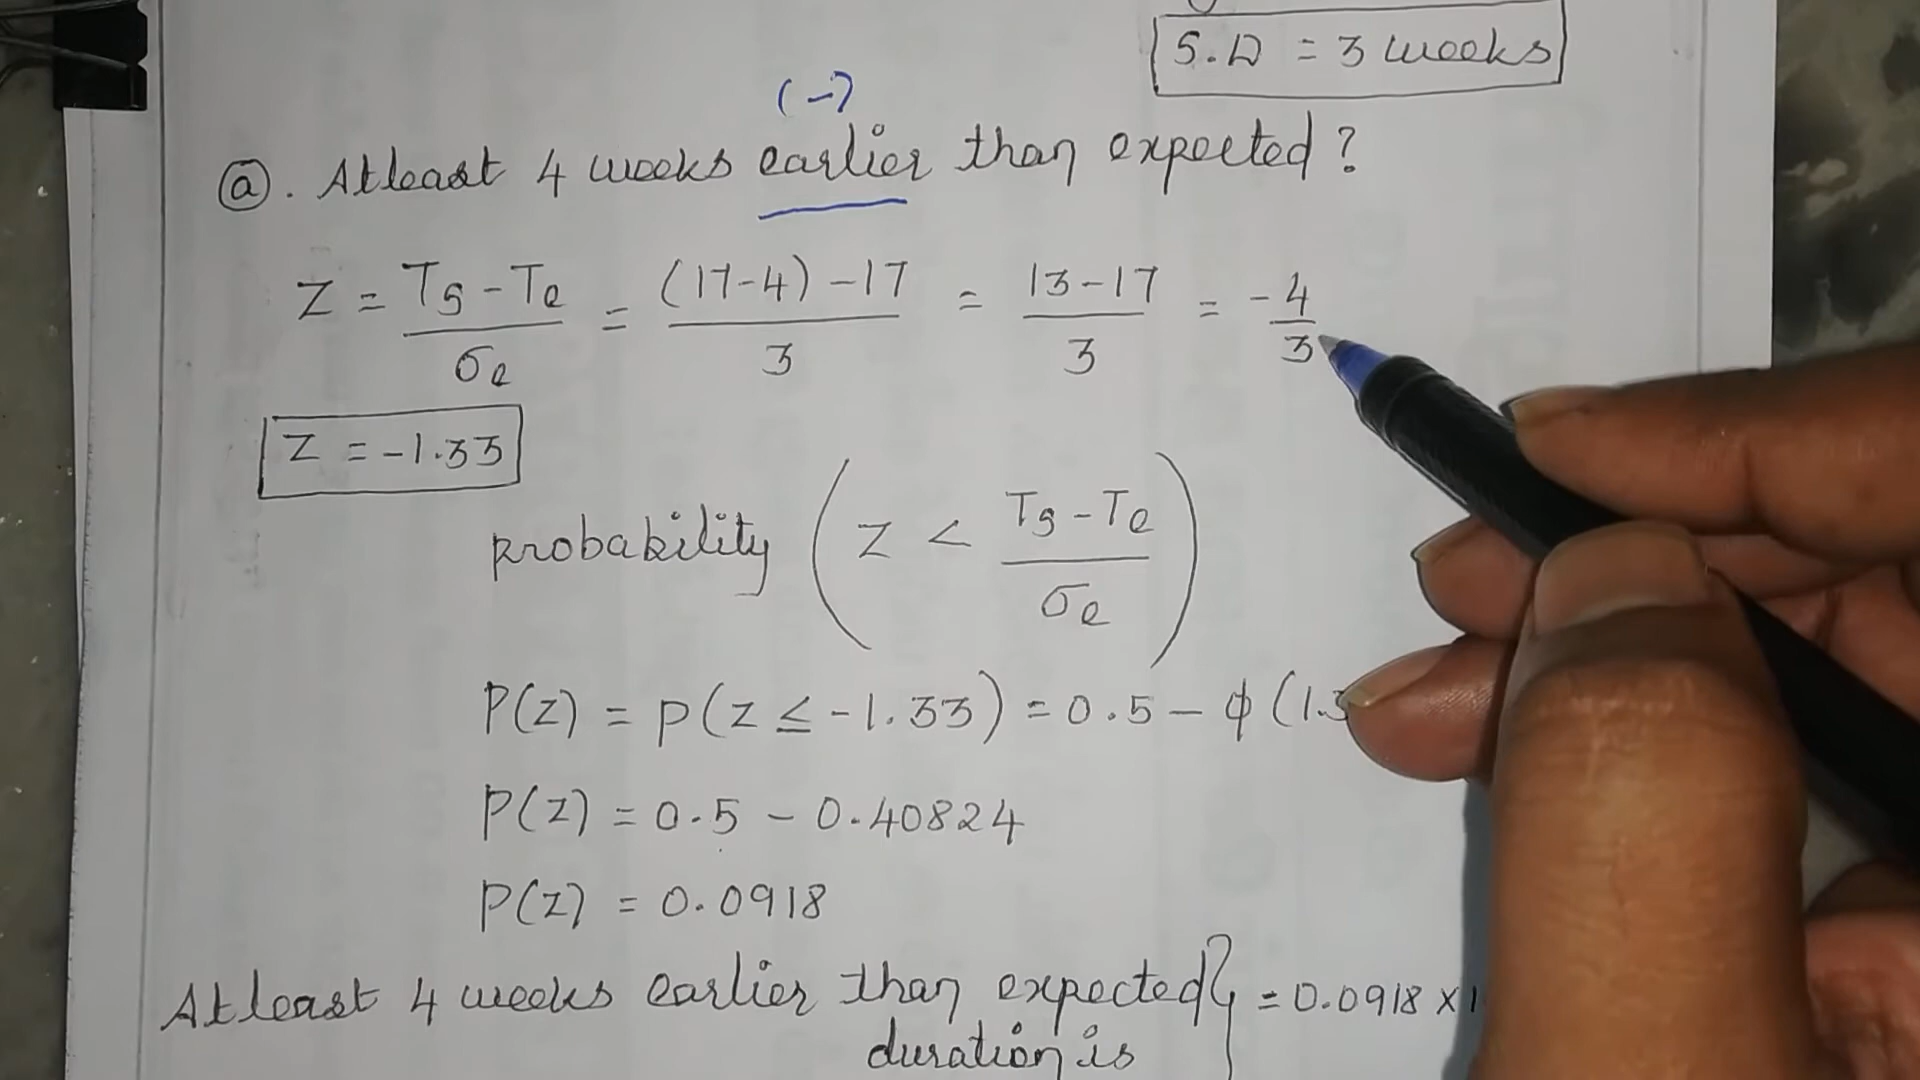 S.D = 3 weeks
(-)
(a). Atleast 4 weeks earlier than expected?
Z = (Ts - Te)/σe = ((17-4) - 17)/3 = (13 - 17)/3 = -4/3
Z = -1.33
probability (Z < (Ts - Te)/σe)
P(Z) = P(Z ≤ -1.33) = 0.5 - φ(1.3
P(Z) = 0.5 - 0.40824
P(Z) = 0.0918
Atleast 4 weeks earlier than expected } = 0.0918 × 1
duration is